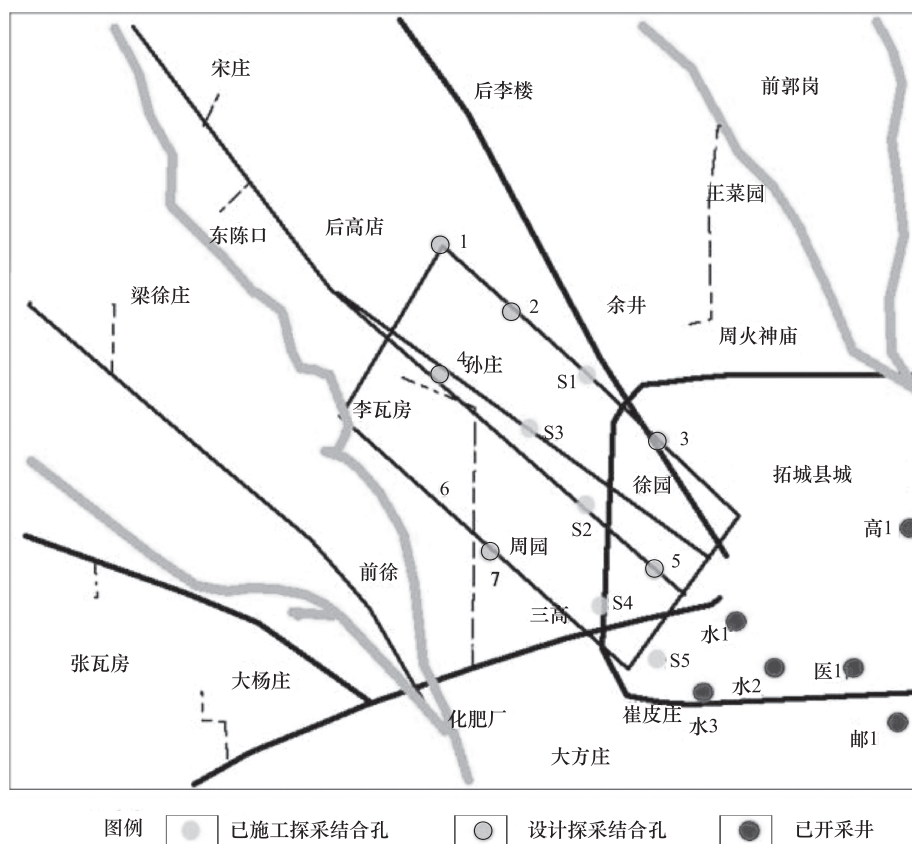 宋庄
后李楼
前郭岗
王菜园
东陈口
后高店
1
梁徐庄
2
余井
周火神庙
4
孙庄
S1
李瓦房
S3
3
徐园
拓城县城
6
S2
高1
周园
前徐
7
5
三高
S4
水1
张瓦房
大杨庄
S5
水2
医1
崔皮庄
水3
化肥厂
邮1
大方庄
图例
已施工探采结合孔
设计探采结合孔
已开采井